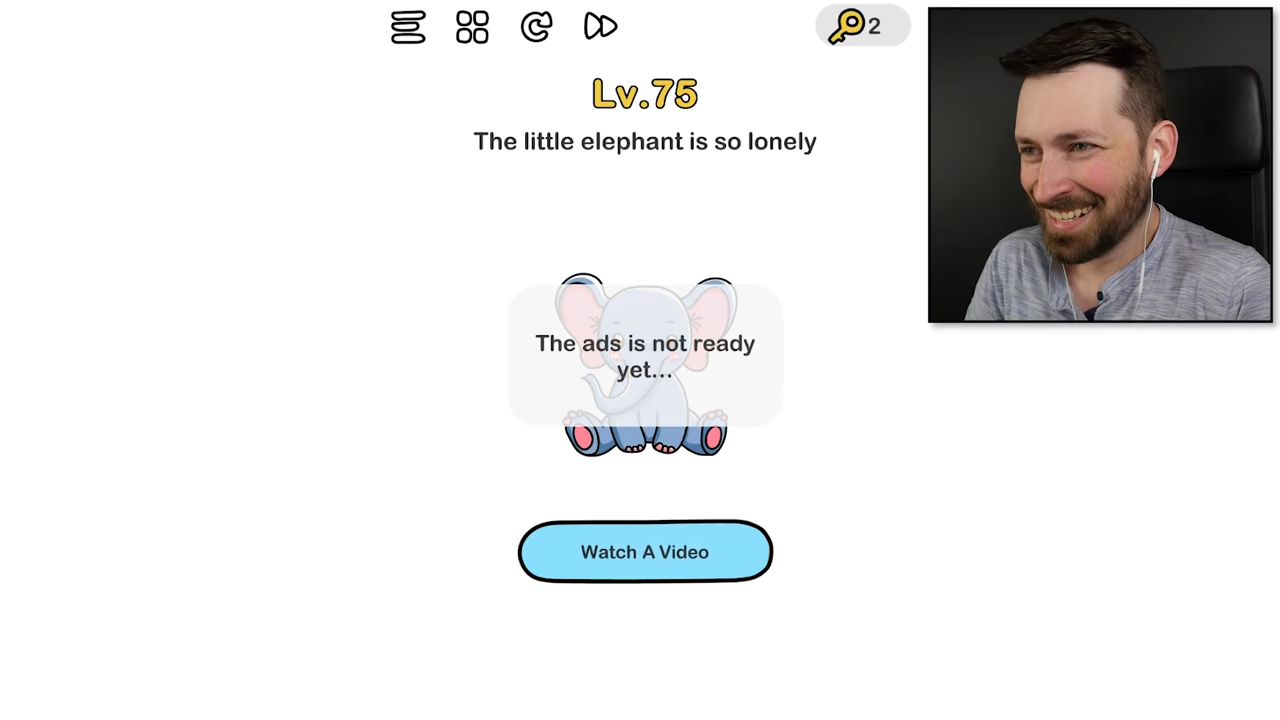 2
Lv.75
The little elephant is so lonely
The ads is not ready
yet...
Watch A Video